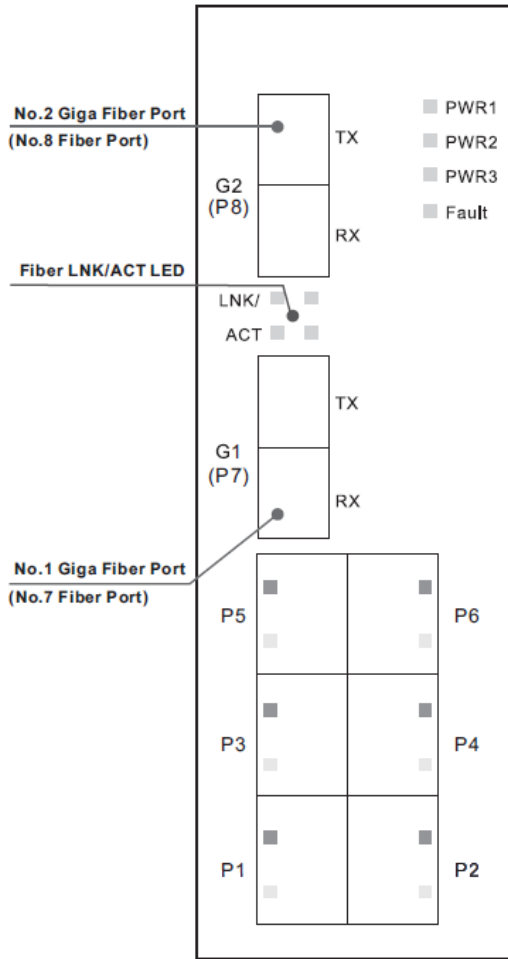 No.2 Giga Fiber Port
(No.8 Fiber Port)
TX
PWR1
PWR2
PWR3
Fault
G2
(P8)
RX
Fiber LNK/ACT LED
LNK/
ACT
TX
G1
(P7)
RX
No.1 Giga Fiber Port
(No.7 Fiber Port)
P5
P6
P3
P4
P1
P2